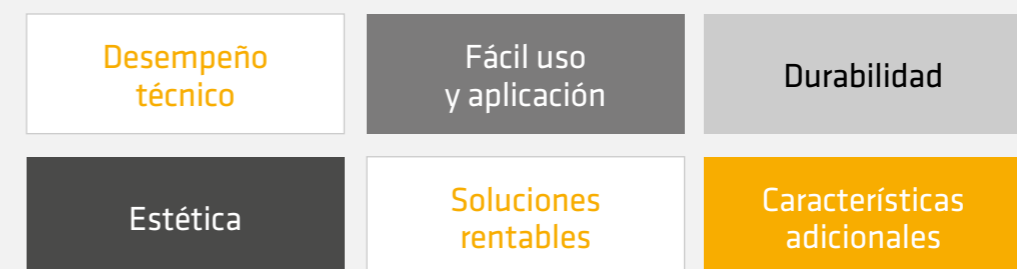 Desempeño
técnico
Fácil uso
y aplicación
Durabilidad
Estética
Soluciones
rentables
Características
adicionales